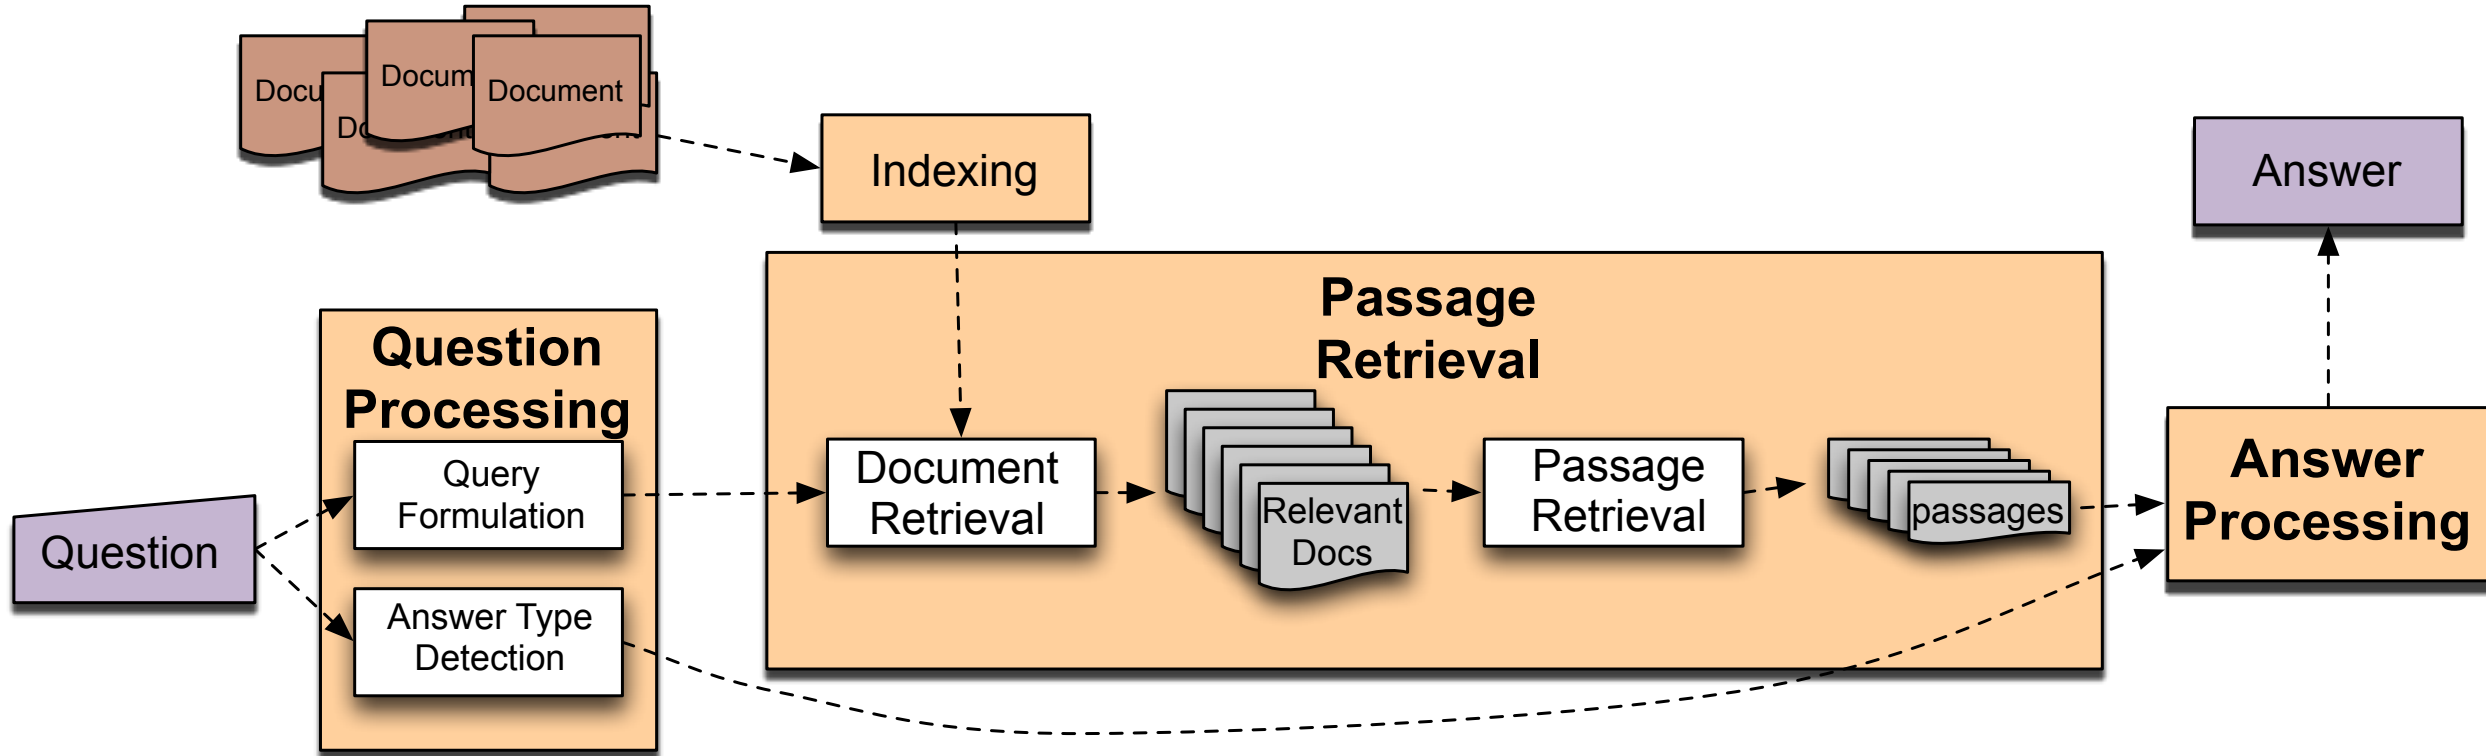 Document
Indexing
Answer
Passage
Retrieval
Question
Processing
Query
Formulation
Answer Type
Detection
Question
Document
Retrieval
Relevant
Docs
Passage
Retrieval
passages
Answer
Processing